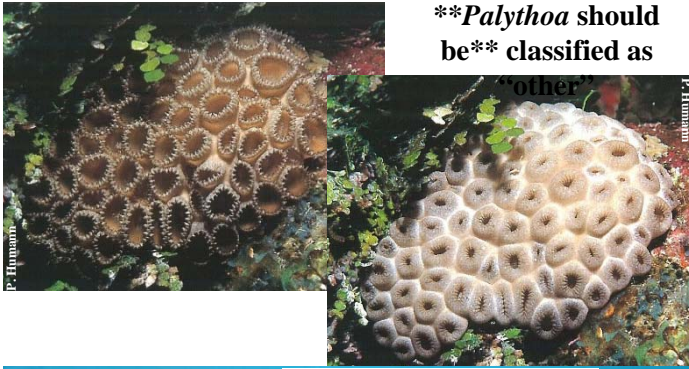 **Palythoa should
be** classified as
“other”
P. Humann
P. Humann